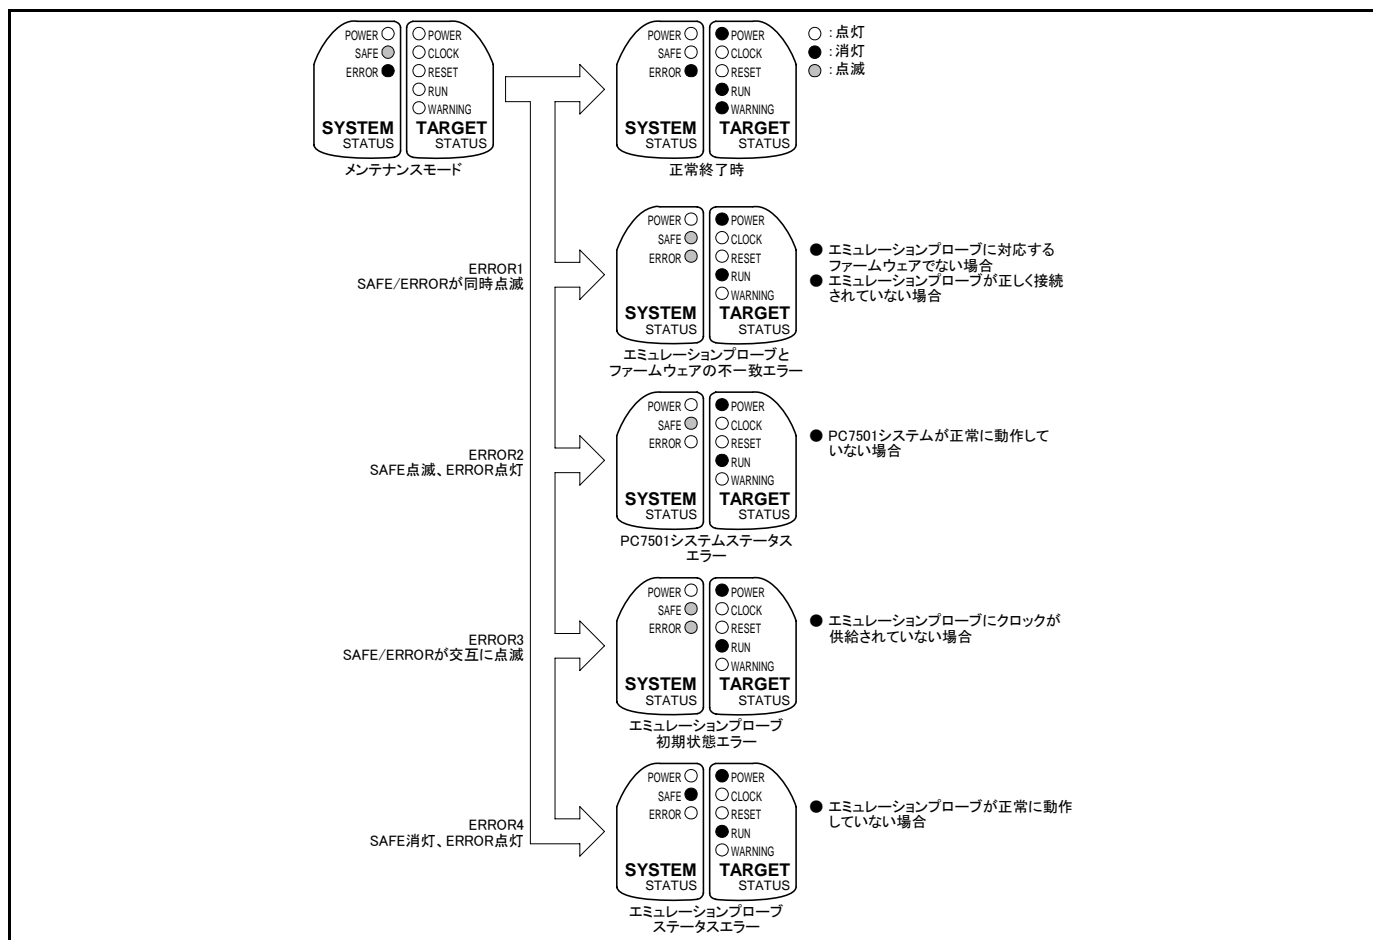 POWER
SAFE
ERROR
SYSTEM
STATUS
POWER
CLOCK
RESET
RUN
WARNING
TARGET
STATUS
メンテナンスモード
POWER
SAFE
ERROR
SYSTEM
STATUS
POWER
CLOCK
RESET
RUN
WARNING
TARGET
STATUS
正常終了時
○ : 点灯
● : 消灯
: 点滅
ERROR1
SAFE/ERRORが同時点滅
POWER
SAFE
ERROR
SYSTEM
STATUS
POWER
CLOCK
RESET
RUN
WARNING
TARGET
STATUS
エミュレーションプローブと
ファームウェアの不一致エラー
● エミュレーションプローブに対応する
ファームウェアでない場合
● エミュレーションプローブが正しく接続
されていない場合
ERROR2
SAFE点滅、ERROR点灯
POWER
SAFE
ERROR
SYSTEM
STATUS
POWER
CLOCK
RESET
RUN
WARNING
TARGET
STATUS
PC7501システムステータス
エラー
● PC7501システムが正常に動作して
いない場合
ERROR3
SAFE/ERRORが交互に点滅
POWER
SAFE
ERROR
SYSTEM
STATUS
POWER
CLOCK
RESET
RUN
WARNING
TARGET
STATUS
エミュレーションプローブ
初期状態エラー
● エミュレーションプローブにクロックが
供給されていない場合
ERROR4
SAFE消灯、ERROR点灯
POWER
SAFE
ERROR
SYSTEM
STATUS
POWER
CLOCK
RESET
RUN
WARNING
TARGET
STATUS
エミュレーションプローブ
ステータスエラー
● エミュレーションプローブが正常に動作
していない場合